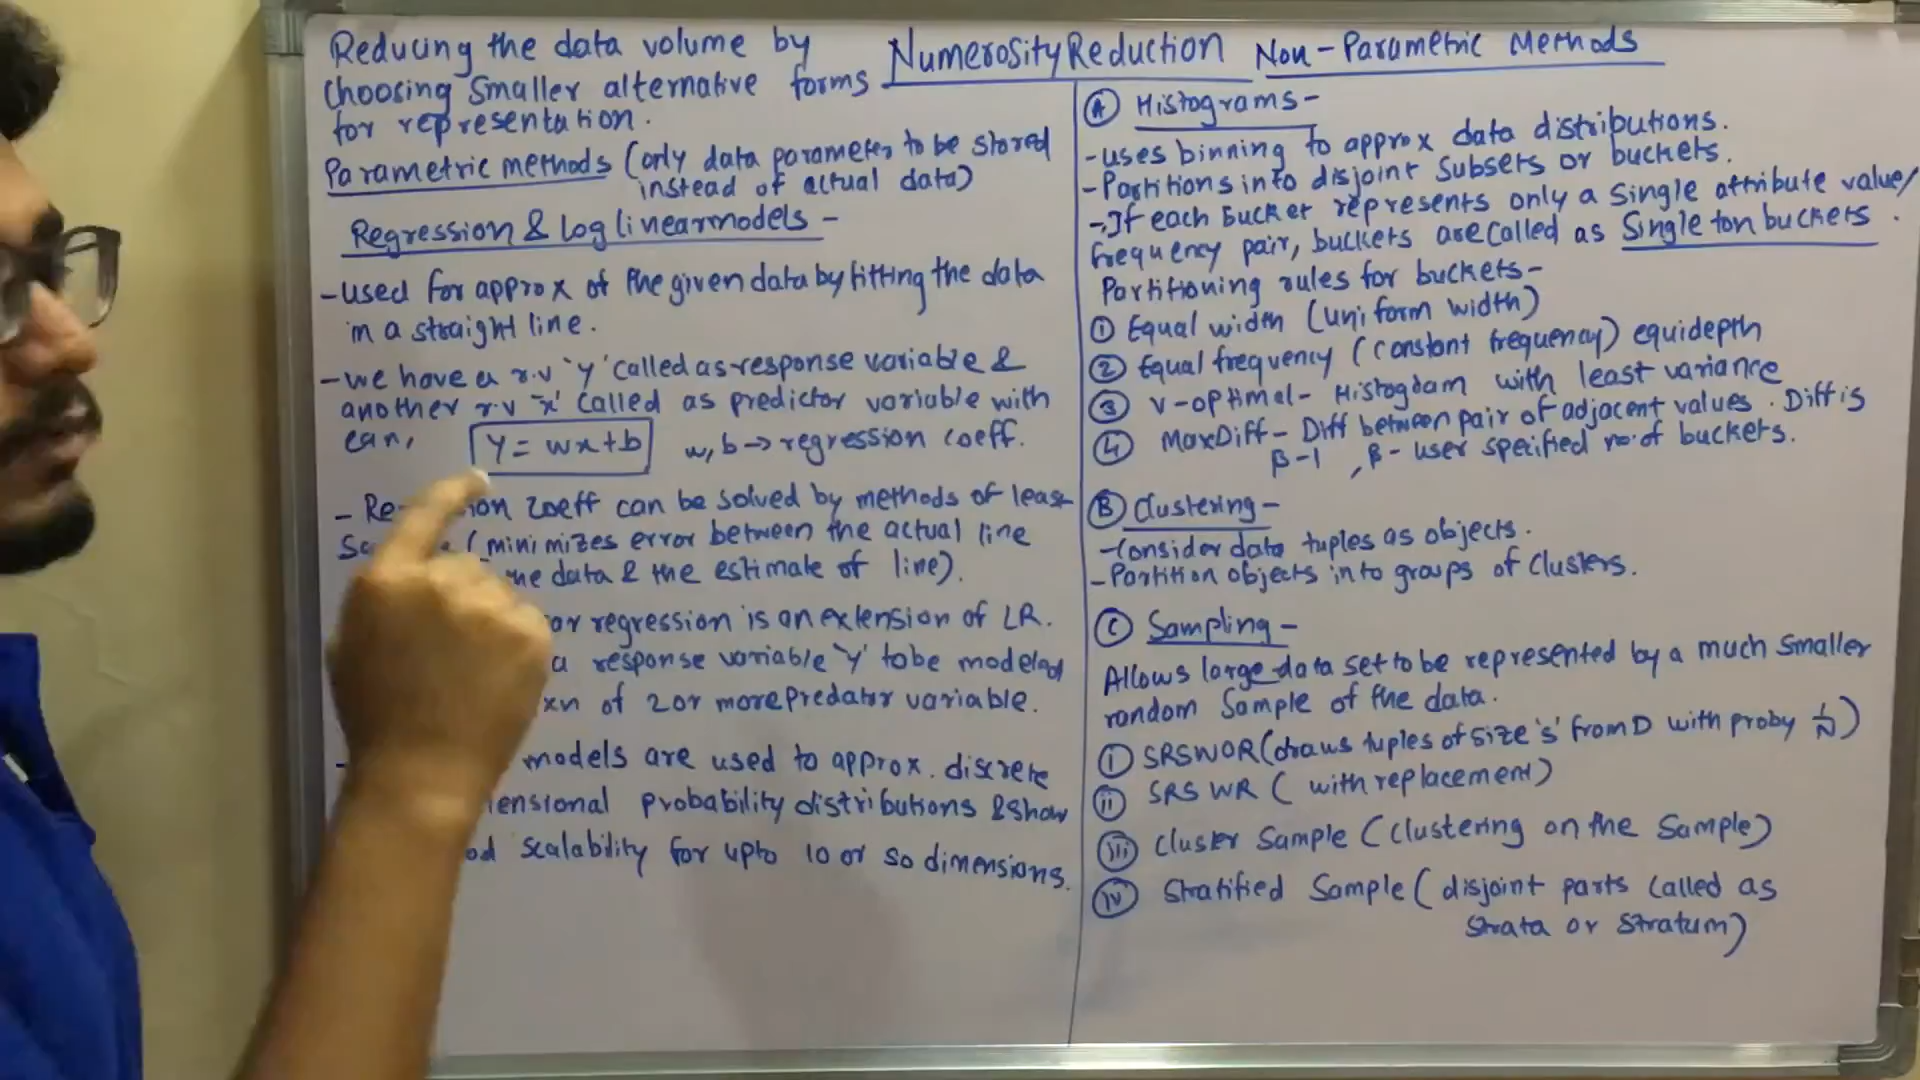 Reducing the data volume by
choosing smaller alternative forms
for representation.
Parametric methods (only data parameters to be stored
instead of actual data)
Regression & log linear models -
- used for approx of the given data by fitting the data
in a straight line.
- we have a r.v 'y' called as response variable &
another r.v 'x' called as predictor variable with
ean,
Y = wx+b w, b → regression coeff.
- Re ion coeff can be solved by methods of least
(minimizes error between the actual line
the data & the estimate of line).
ar regression is an extension of LR.
a response variable 'y' to be modeled
xn of 2 or more predator variable.
- models are used to approx. discrete
ensional probability distributions & show
od scalability for upto 10 or so dimensions.
Numerosity Reduction
Non-Parametric Methods
(A) Histograms -
- uses binning to approx data distributions.
- Partitions into disjoint subsets or buckets.
- If each bucket represents only a single attribute value/
frequency pair, buckets are called as Singleton buckets.
Partitioning rules for buckets -
① Equal width (uniform width)
② Equal frequency (constant frequency) equidepth
③ V-optimal - Histogdam with least variance
④ MaxDiff - Diff between pair of adjacent values. Diff is
β-1, β - user specified no. of buckets.
(B) Clustering -
- Consider data tuples as objects.
- Partition objects into groups of clusters.
(C) Sampling -
Allows large data set to be represented by a much smaller
random sample of the data.
(i) SRSWOR (draws tuples of size 's' from D with proby 1/N)
(ii) SRSWR ( with replacement)
(iii) Cluster Sample (clustering on the sample)
(iv) Stratified Sample (disjoint parts called as
strata or stratum)